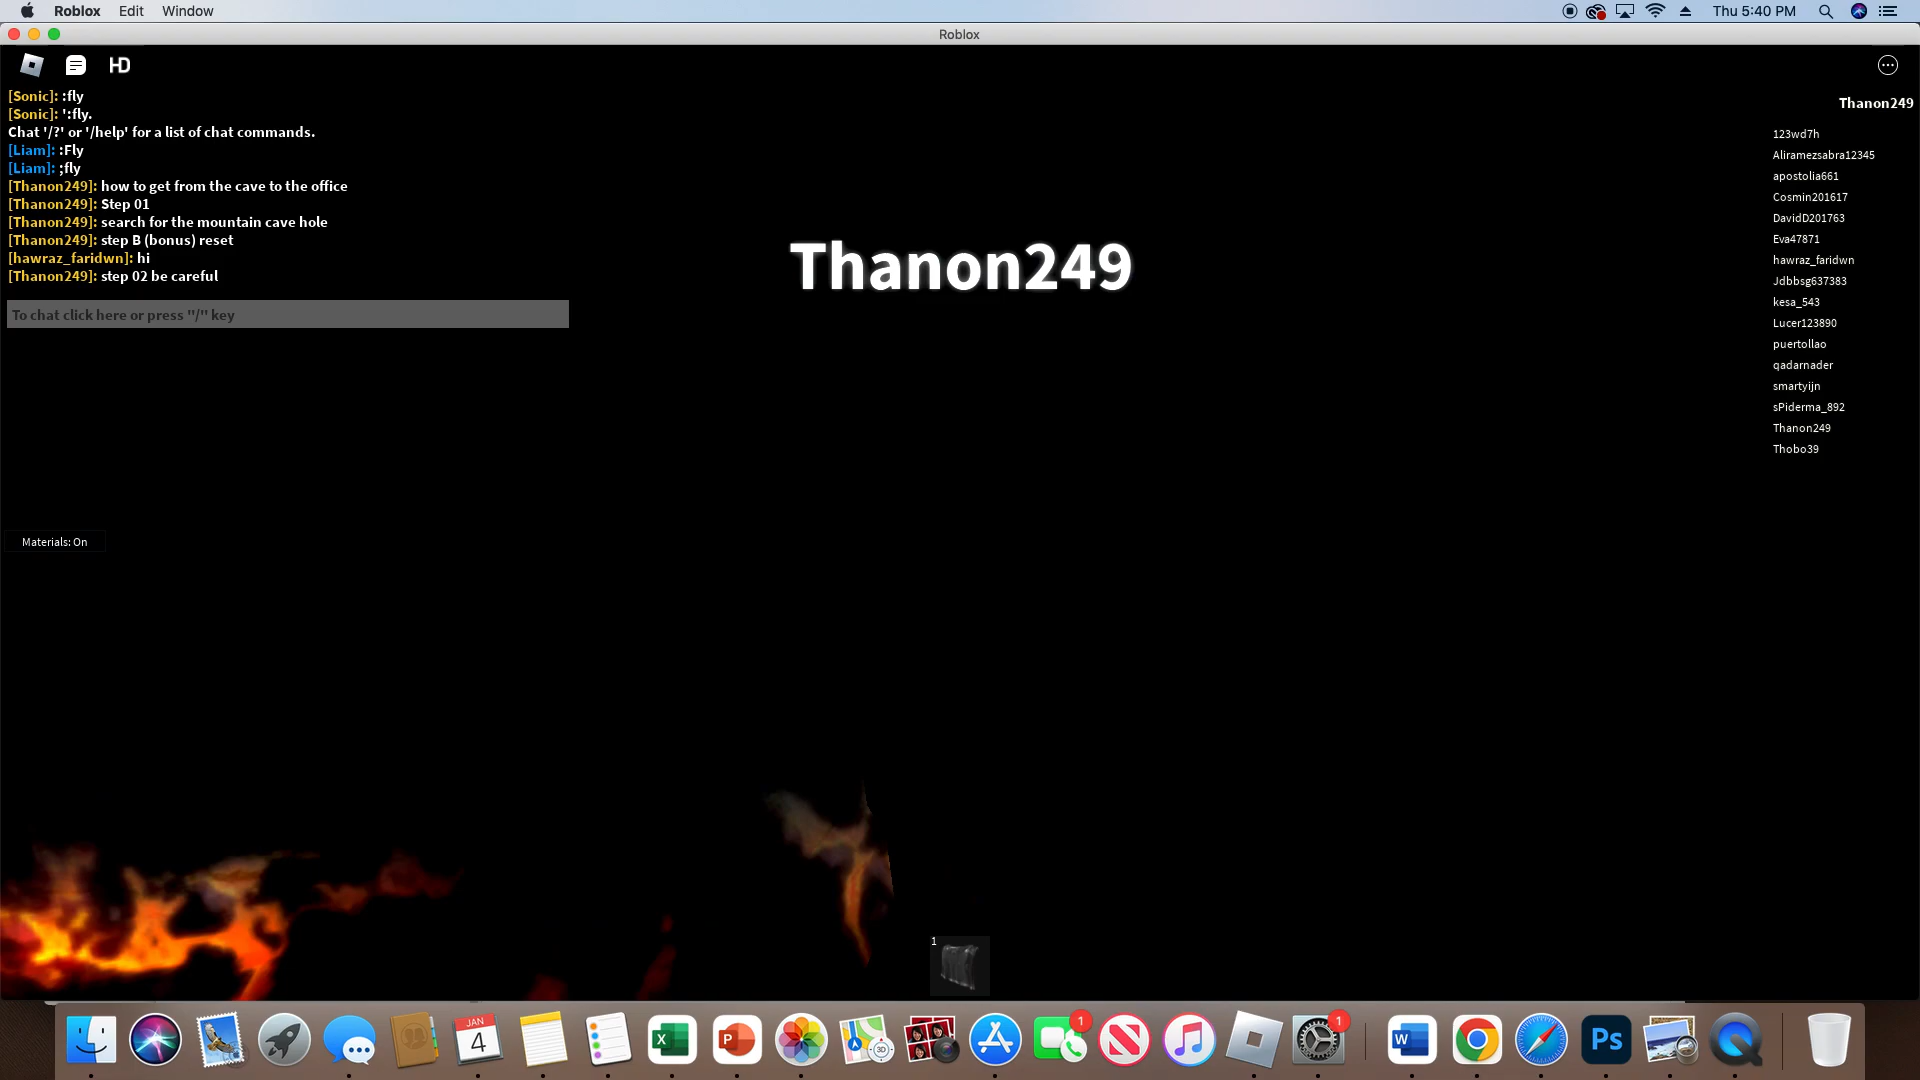 Roblox Edit Window Thu 5:40 PM
Roblox
HD
Thanon249
[Sonic]: :fly
[Sonic]: ':fly.
Chat '/?' or '/help' for a list of chat commands.
[Liam]: :Fly
[Liam]: ;fly
[Thanon249]: how to get from the cave to the office
[Thanon249]: Step 01
[Thanon249]: search for the mountain cave hole
[Thanon249]: step B (bonus) reset
[hawraz_faridwn]: hi
[Thanon249]: step 02 be careful
To chat click here or press "/" key
Thanon249
123wd7h
Aliramezsabra12345
apostolia661
Cosmin201617
DavidD201763
Eva47871
hawraz_faridwn
Jdbbsg637383
kesa_543
Lucer123890
puertollao
qadarnader
smartyijn
sPiderma_892
Thanon249
Thobo39
Materials: On
1
JAN
4
X
P
3D
1
1
W
Ps